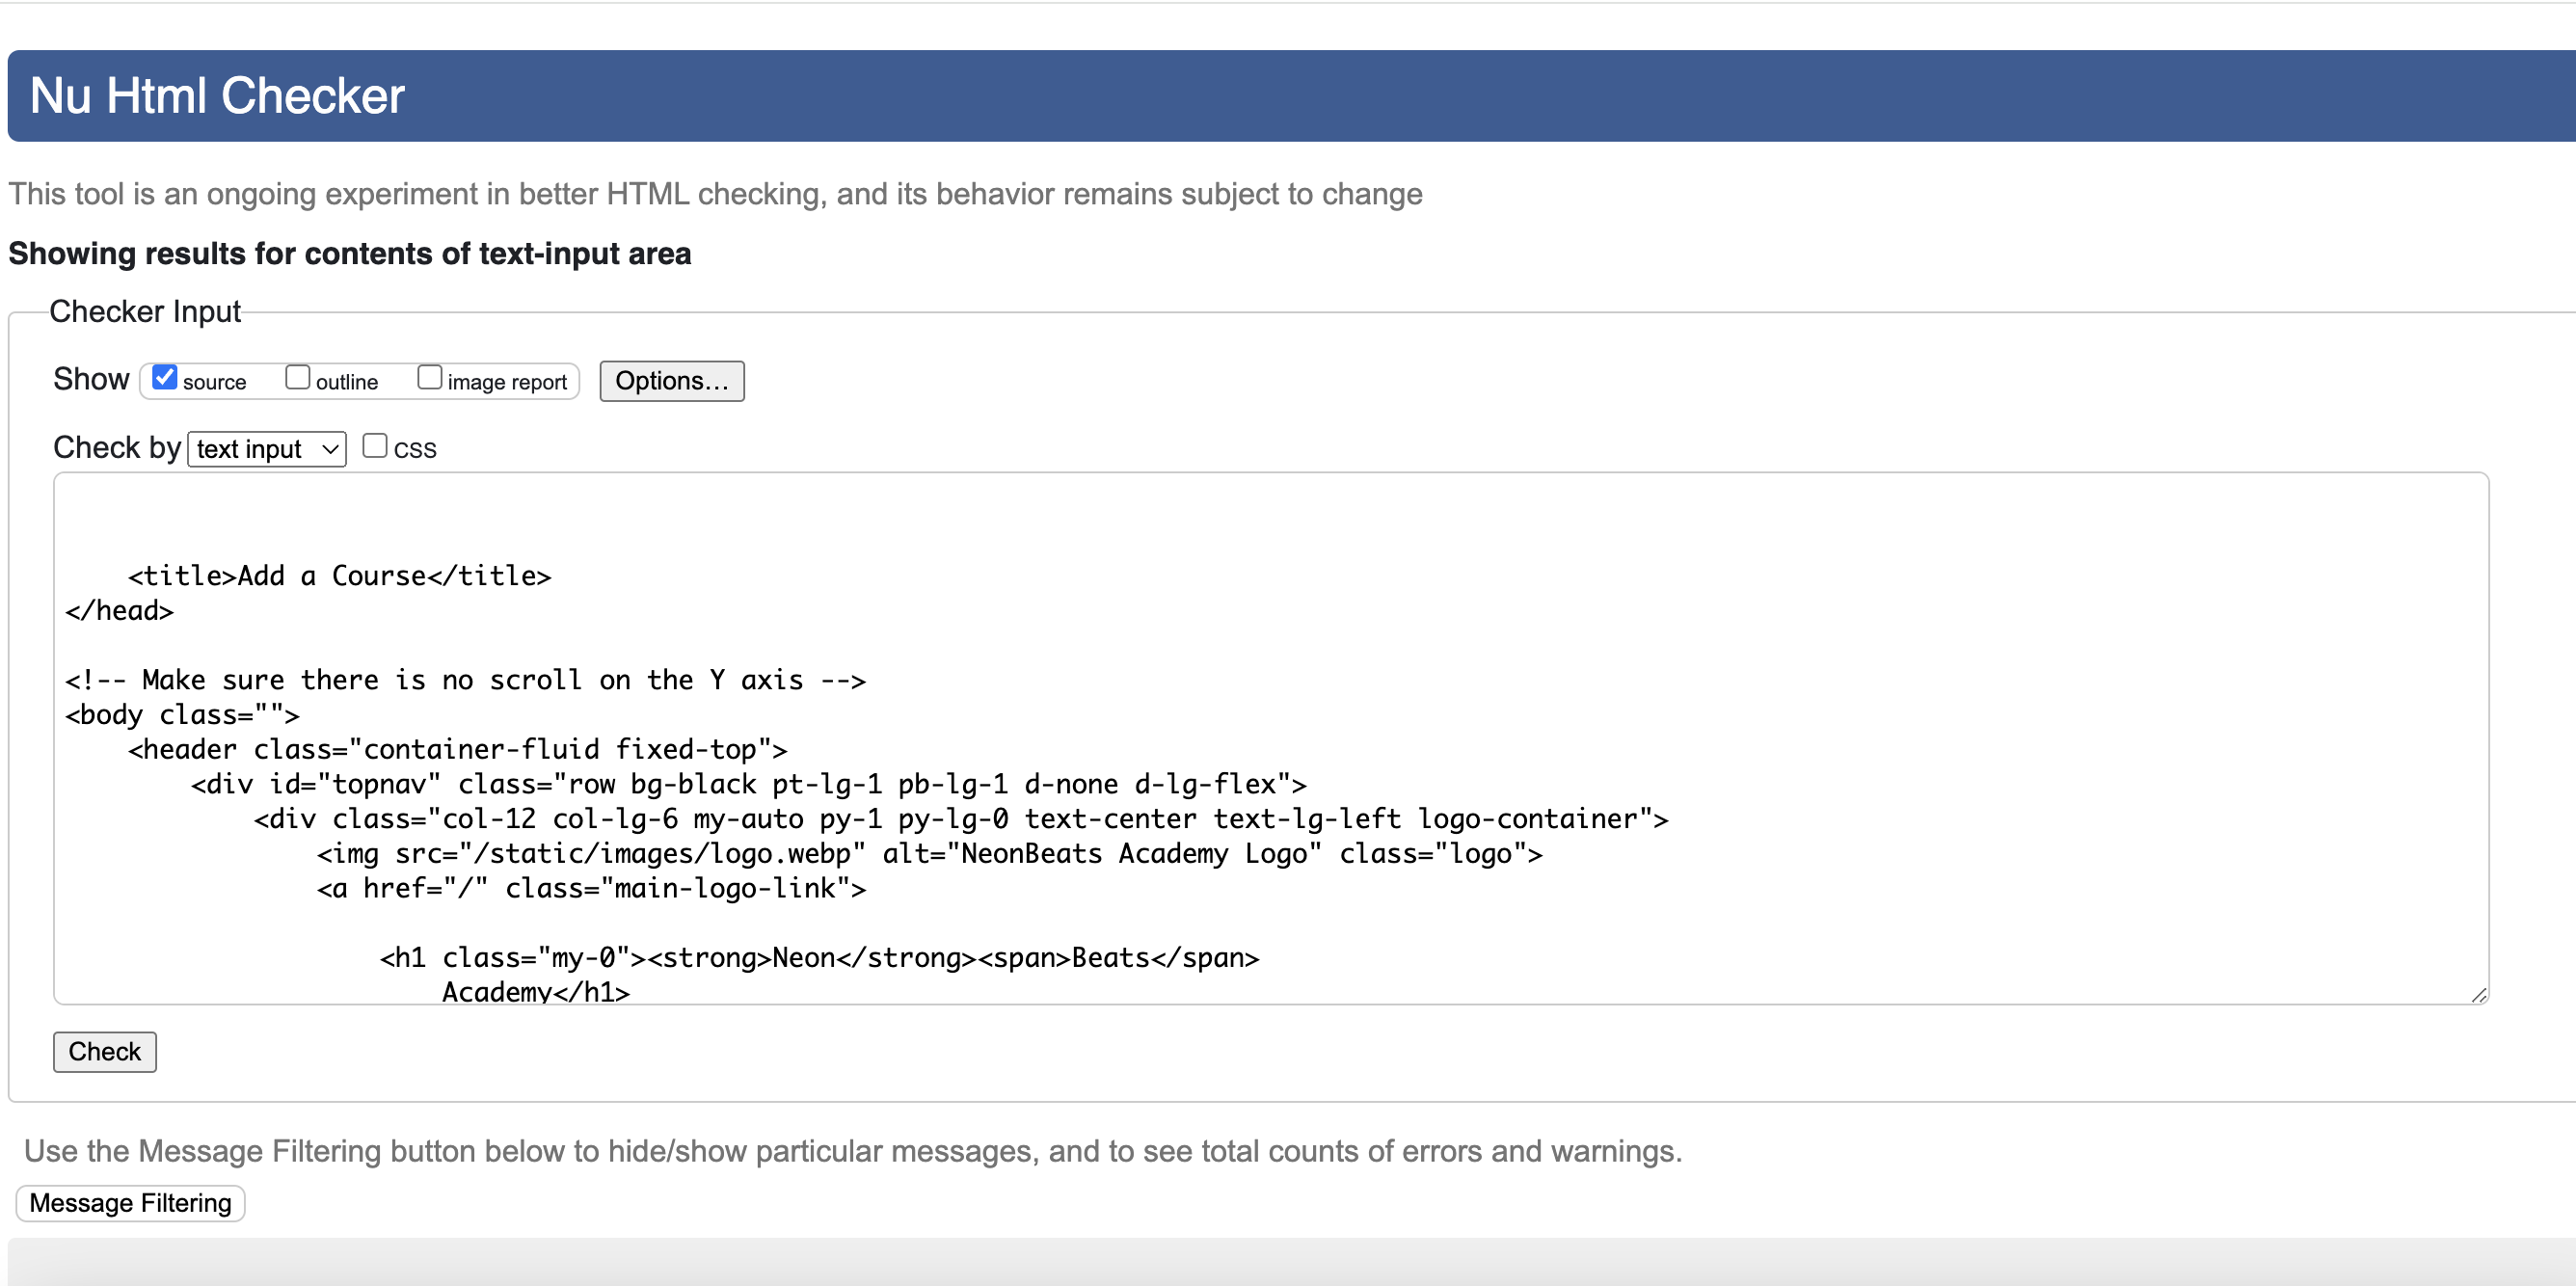 Nu Html Checker
This tool is an ongoing experiment in better HTML checking, and its behavior remains subject to change
Showing results for contents of text-input area
Checker Input
Show source outline image report Options...
Check by text input CSS
<title>Add a Course</title>
</head>
<!-- Make sure there is no scroll on the Y axis -->
<body class="">
<header class="container-fluid fixed-top">
<div id="topnav" class="row bg-black pt-lg-1 pb-lg-1 d-none d-lg-flex">
<div class="col-12 col-lg-6 my-auto py-1 py-lg-0 text-center text-lg-left logo-container">
<img src="/static/images/logo.webp" alt="NeonBeats Academy Logo" class="logo">
<a href="/" class="main-logo-link">
<h1 class="my-0"><strong>Neon</strong><span>Beats</span>
Academy</h1>
Check
Use the Message Filtering button below to hide/show particular messages, and to see total counts of errors and warnings.
Message Filtering